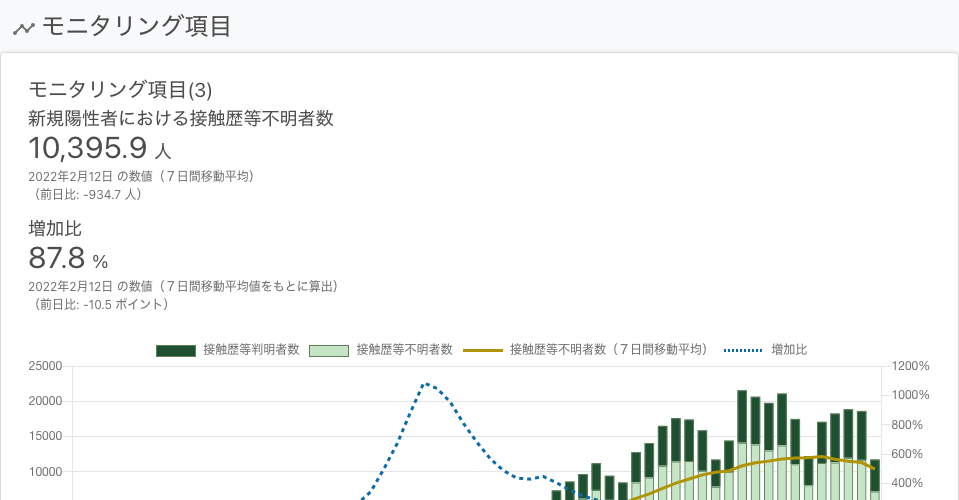 モニタリング項目
モニタリング項目(3)
新規陽性者における接触歴等不明者数
10,395.9 人
2022年2月12日 の数値（７日間移動平均）
（前日比: -934.7 人）
増加比
87.8 %
2022年2月12日 の数値（７日間移動平均値をもとに算出）
（前日比: -10.5 ポイント）
接触歴等判明者数 接触歴等不明者数 接触歴等不明者数（７日間移動平均） 増加比
25000 1200%
20000 1000%
15000 800%
10000 600%
400%